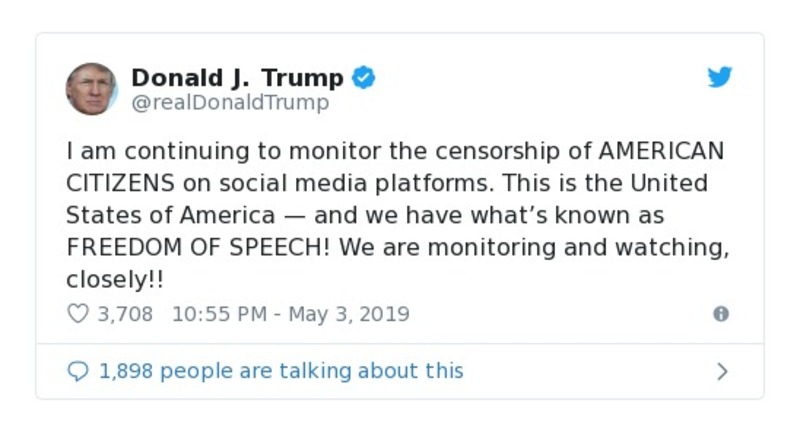 Donald J. Trump
@realDonaldTrump
I am continuing to monitor the censorship of AMERICAN
CITIZENS on social media platforms. This is the United
States of America — and we have what’s known as
FREEDOM OF SPEECH! We are monitoring and watching,
closely!!
3,708 10:55 PM - May 3, 2019
1,898 people are talking about this